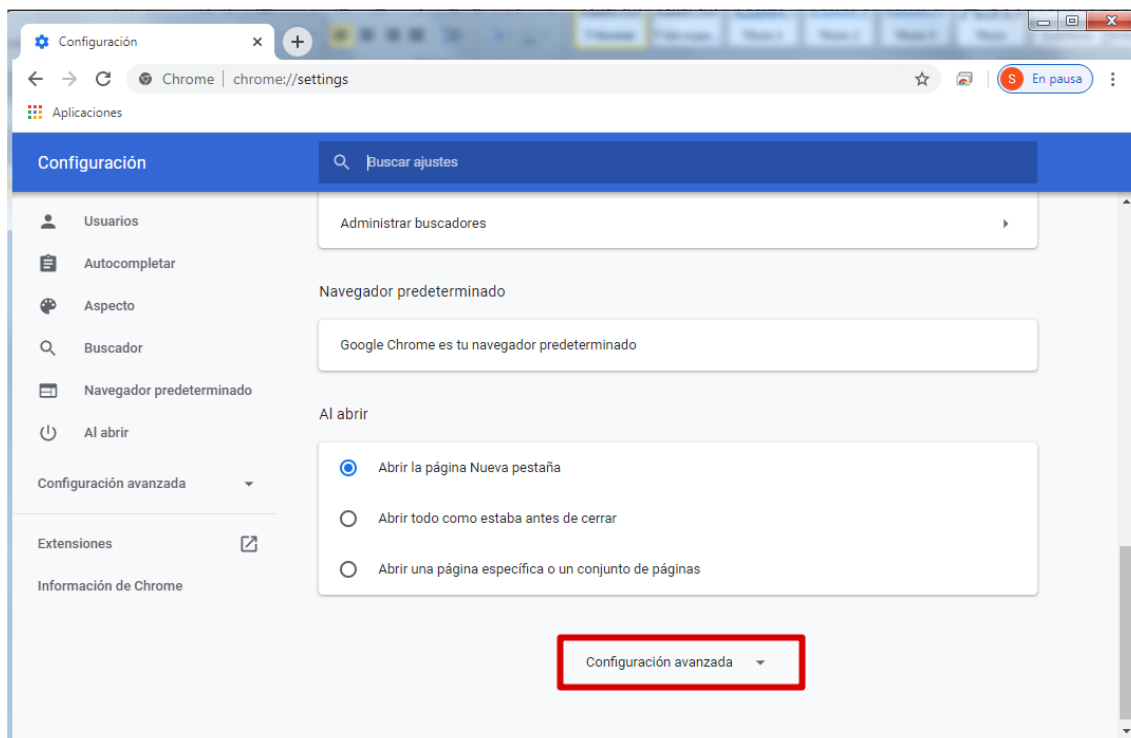 Configuración
Chrome | chrome://settings
S En pausa
Aplicaciones
Configuración
Buscar ajustes
Usuarios
Autocompletar
Aspecto
Buscador
Navegador predeterminado
Al abrir
Configuración avanzada
Extensiones
Información de Chrome
Administrar buscadores
Navegador predeterminado
Google Chrome es tu navegador predeterminado
Al abrir
Abrir la página Nueva pestaña
Abrir todo como estaba antes de cerrar
Abrir una página específica o un conjunto de páginas
Configuración avanzada